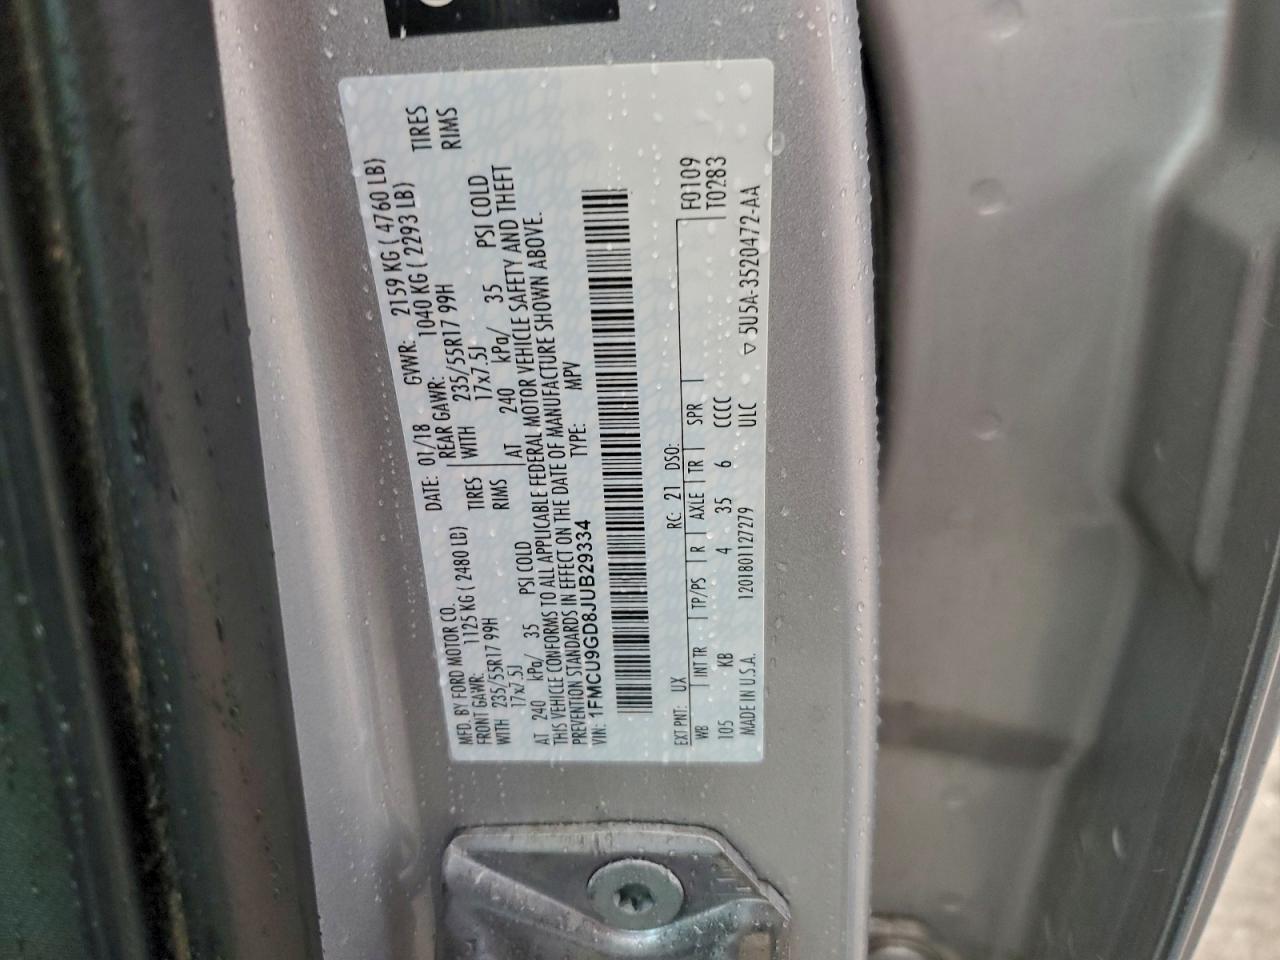 MFD. BY FORD MOTOR CO.
DATE: 01/18 GVWR: 2159 KG ( 4760 LB)
FRONT GAWR: 1125 KG ( 2480 LB)
REAR GAWR: 1040 KG ( 2293 LB)
WITH 235/55R17 99H TIRES
WITH 235/55R17 99H TIRES
17x7.5J RIMS
17x7.5J RIMS
AT 240 kPa/ 35 PSI COLD
AT 240 kPa/ 35 PSI COLD
THIS VEHICLE CONFORMS TO ALL APPLICABLE FEDERAL MOTOR VEHICLE SAFETY AND THEFT
PREVENTION STANDARDS IN EFFECT ON THE DATE OF MANUFACTURE SHOWN ABOVE.
VIN: 1FMCU9GD8JUB29334 TYPE: MPV
F0109
T0283
EXT PNT: UX RC: 21 DSO:
WB INT TR TP/PS R AXLE TR SPR
105 KB 4 35 6 CCCC
MADE IN U.S.A. 1201801127279 ULC
▽ 5U5A-3520472-AA